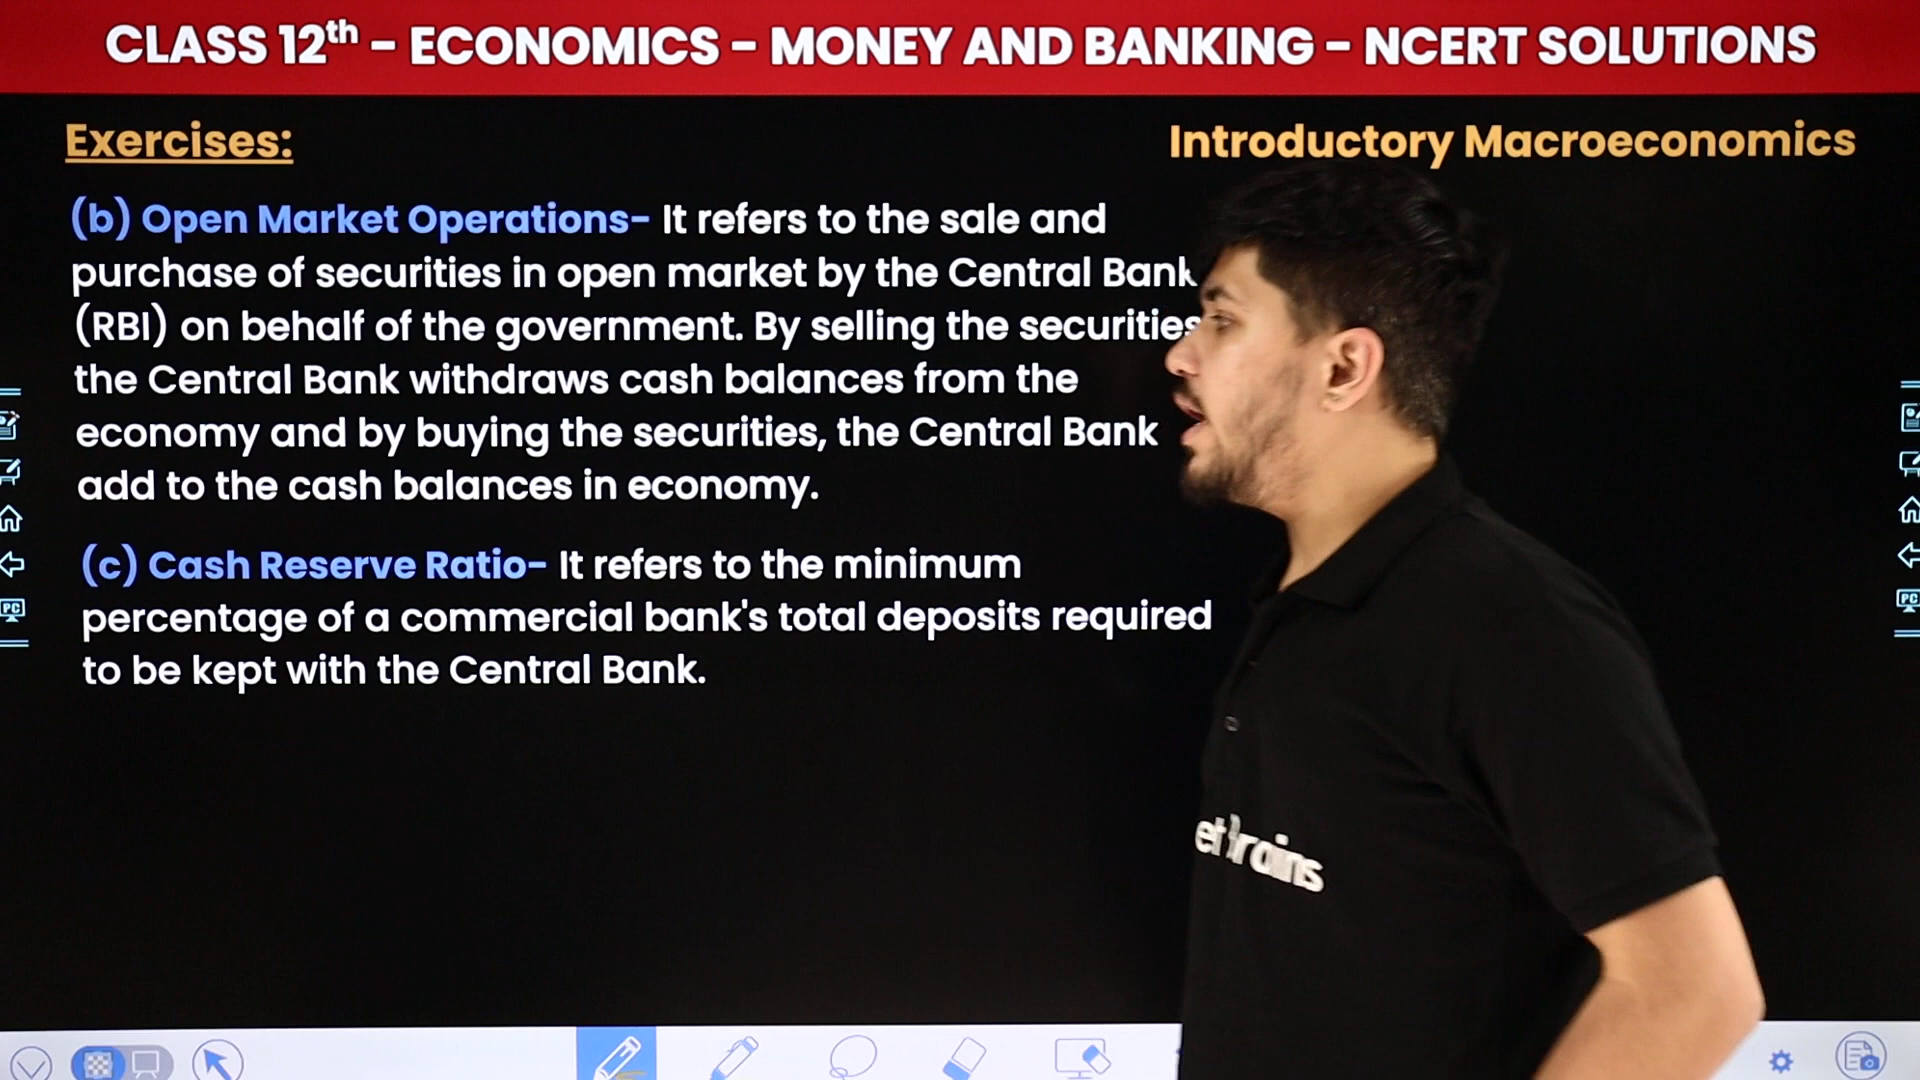 CLASS 12th – ECONOMICS – MONEY AND BANKING – NCERT SOLUTIONS
Exercises:
Introductory Macroeconomics
(b) Open Market Operations- It refers to the sale and
purchase of securities in open market by the Central Bank
(RBI) on behalf of the government. By selling the securities
the Central Bank withdraws cash balances from the
economy and by buying the securities, the Central Bank
add to the cash balances in economy.
(c) Cash Reserve Ratio- It refers to the minimum
percentage of a commercial bank's total deposits required
to be kept with the Central Bank.
et Brains
PC
PC